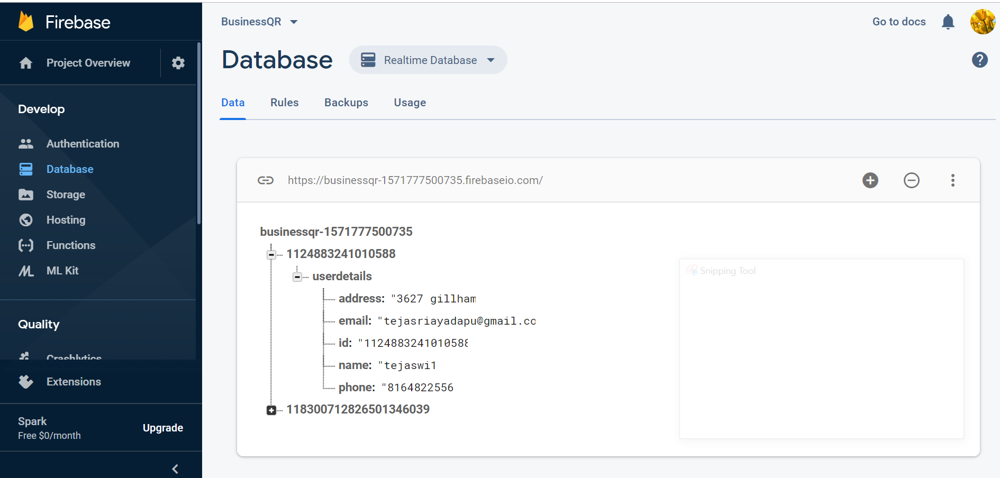 Firebase
Project Overview
Develop
Authentication
Database
Storage
Hosting
Functions
ML Kit
Quality
Crashlytics
Extensions
Spark
Free $0/month
Upgrade
BusinessQR
Go to docs
Database
Realtime Database
Data Rules Backups Usage
https://businessqr-1571777500735.firebaseio.com/
businessqr-1571777500735
1124883241010588
userdetails
address: "3627 gillham
email: "tejasriayadapu@gmail.co
id: "1124883241010588
name: "tejaswi1
phone: "8164822556
118300712826501346039
Snipping Tool